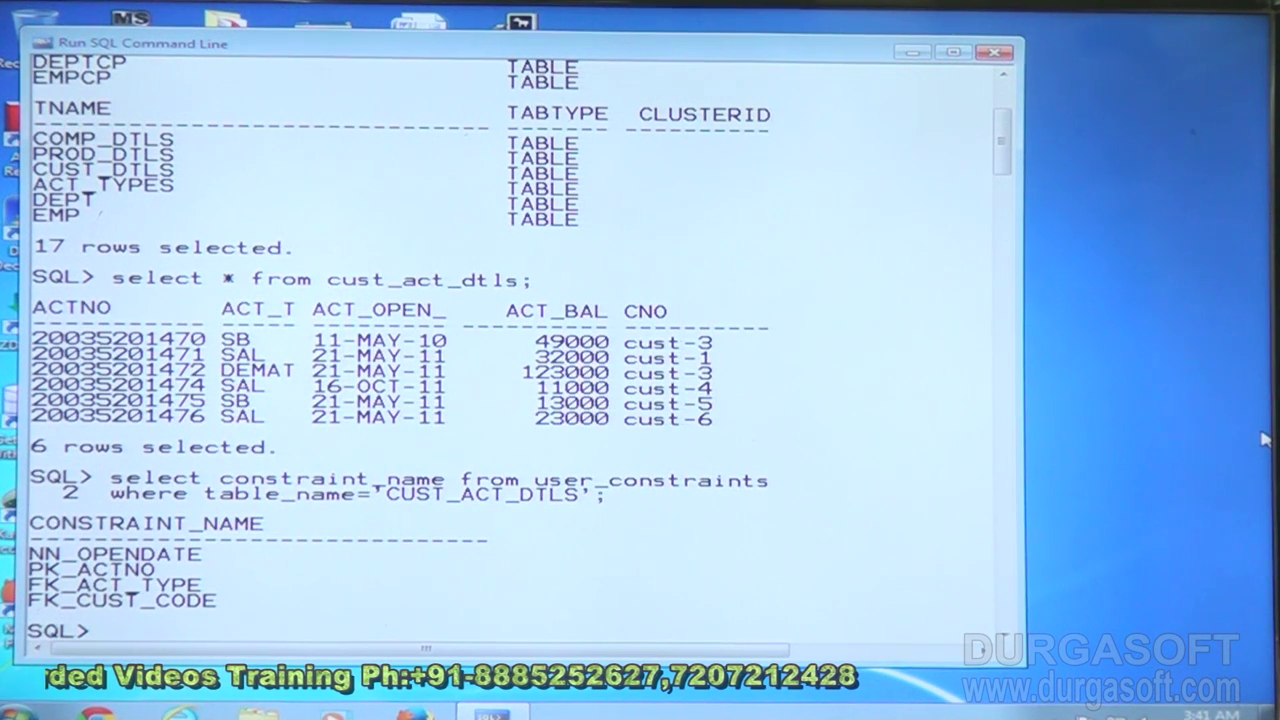 MS
Run SQL Command Line
DEPTCP TABLE
EMPCP TABLE
TNAME TABTYPE CLUSTERID
------------------------------ ------- ----------
COMP_DTLS TABLE
PROD_DTLS TABLE
CUST_DTLS TABLE
ACT_TYPES TABLE
DEPT TABLE
EMP TABLE
17 rows selected.
SQL> select * from cust_act_dtls;
ACTNO ACT_T ACT_OPEN_ ACT_BAL CNO
----------- ----- --------- ---------- ----------
20035201470 SB 11-MAY-10 49000 cust-3
20035201471 SAL 21-MAY-11 32000 cust-1
20035201472 DEMAT 21-MAY-11 123000 cust-3
20035201474 SAL 16-OCT-11 11000 cust-4
20035201475 SB 21-MAY-11 13000 cust-5
20035201476 SAL 21-MAY-11 23000 cust-6
6 rows selected.
SQL> select constraint_name from user_constraints
2 where table_name='CUST_ACT_DTLS';
CONSTRAINT_NAME
------------------------------
NN_OPENDATE
PK_ACTNO
FK_ACT_TYPE
FK_CUST_CODE
SQL>
DURGASOFT
www.durgasoft.com
ded Videos Training Ph:+91-8885252627,7207212428
3:41 AM